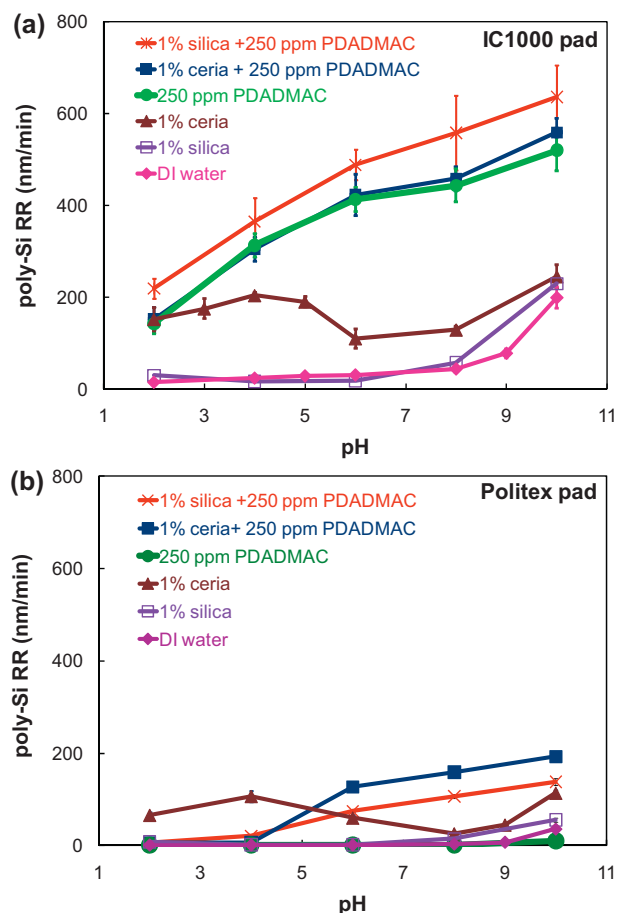 (a)
800
600
400
200
0
poly-Si RR (nm/min)
1% silica +250 ppm PDADMAC
1% ceria + 250 ppm PDADMAC
250 ppm PDADMAC
1% ceria
1% silica
DI water
IC1000 pad
1 3 5 7 9 11
pH
(b)
800
600
400
200
0
poly-Si RR (nm/min)
1% silica +250 ppm PDADMAC
1% ceria+ 250 ppm PDADMAC
250 ppm PDADMAC
1% ceria
1% silica
DI water
Politex pad
1 3 5 7 9 11
pH